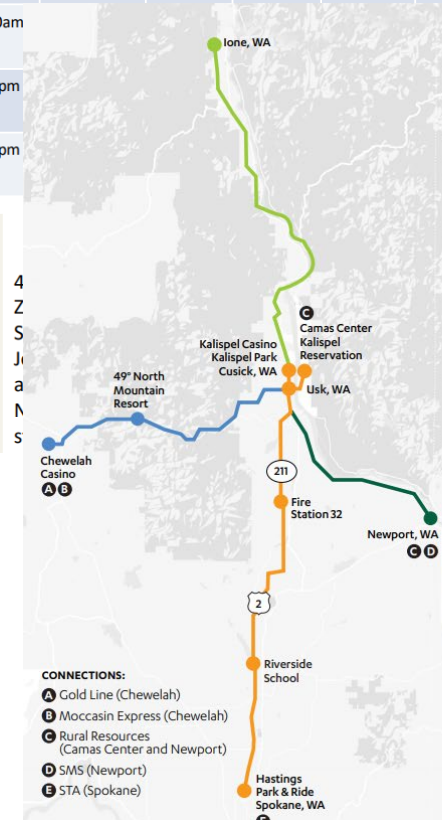 pm
pm
Ione, WA
C
Camas Center
Kalispel
Reservation
Kalispel Casino
Kalispel Park
Cusick, WA
Usk, WA
49° North
Mountain
Resort
Chewelah
Casino
A B
211
Fire
Station 32
Newport, WA
C D
2
Riverside
School
CONNECTIONS:
A Gold Line (Chewelah)
B Moccasin Express (Chewelah)
C Rural Resources
(Camas Center and Newport)
D SMS (Newport)
E STA (Spokane)
Hastings
Park & Ride
Spokane, WA
E